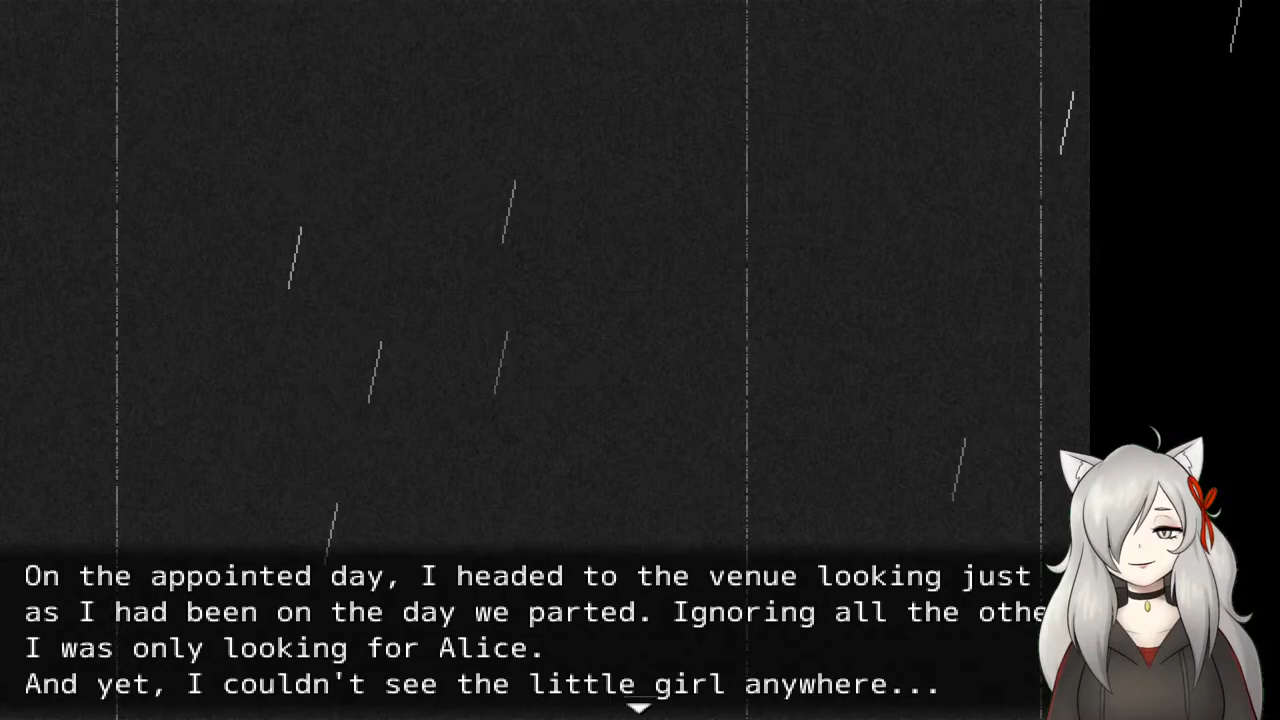 On the appointed day, I headed to the venue looking just
as I had been on the day we parted. Ignoring all the
I was only looking for Alice.
And yet, I couldn't see the little girl anywhere...